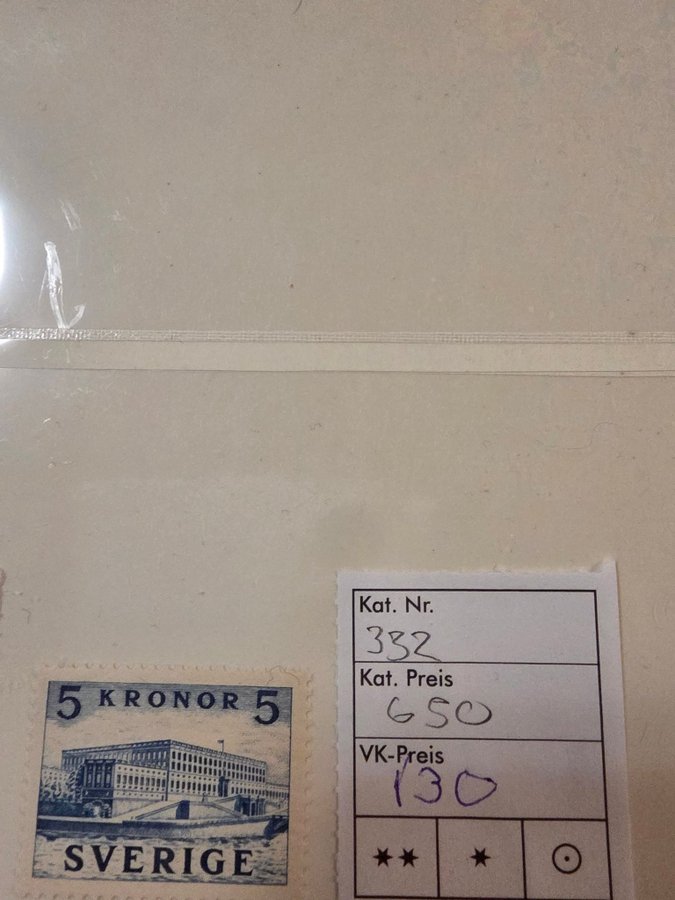 5 KRONOR 5
SVERIGE
Kat. Nr.
332
Kat. Preis
650
VK-Preis
130